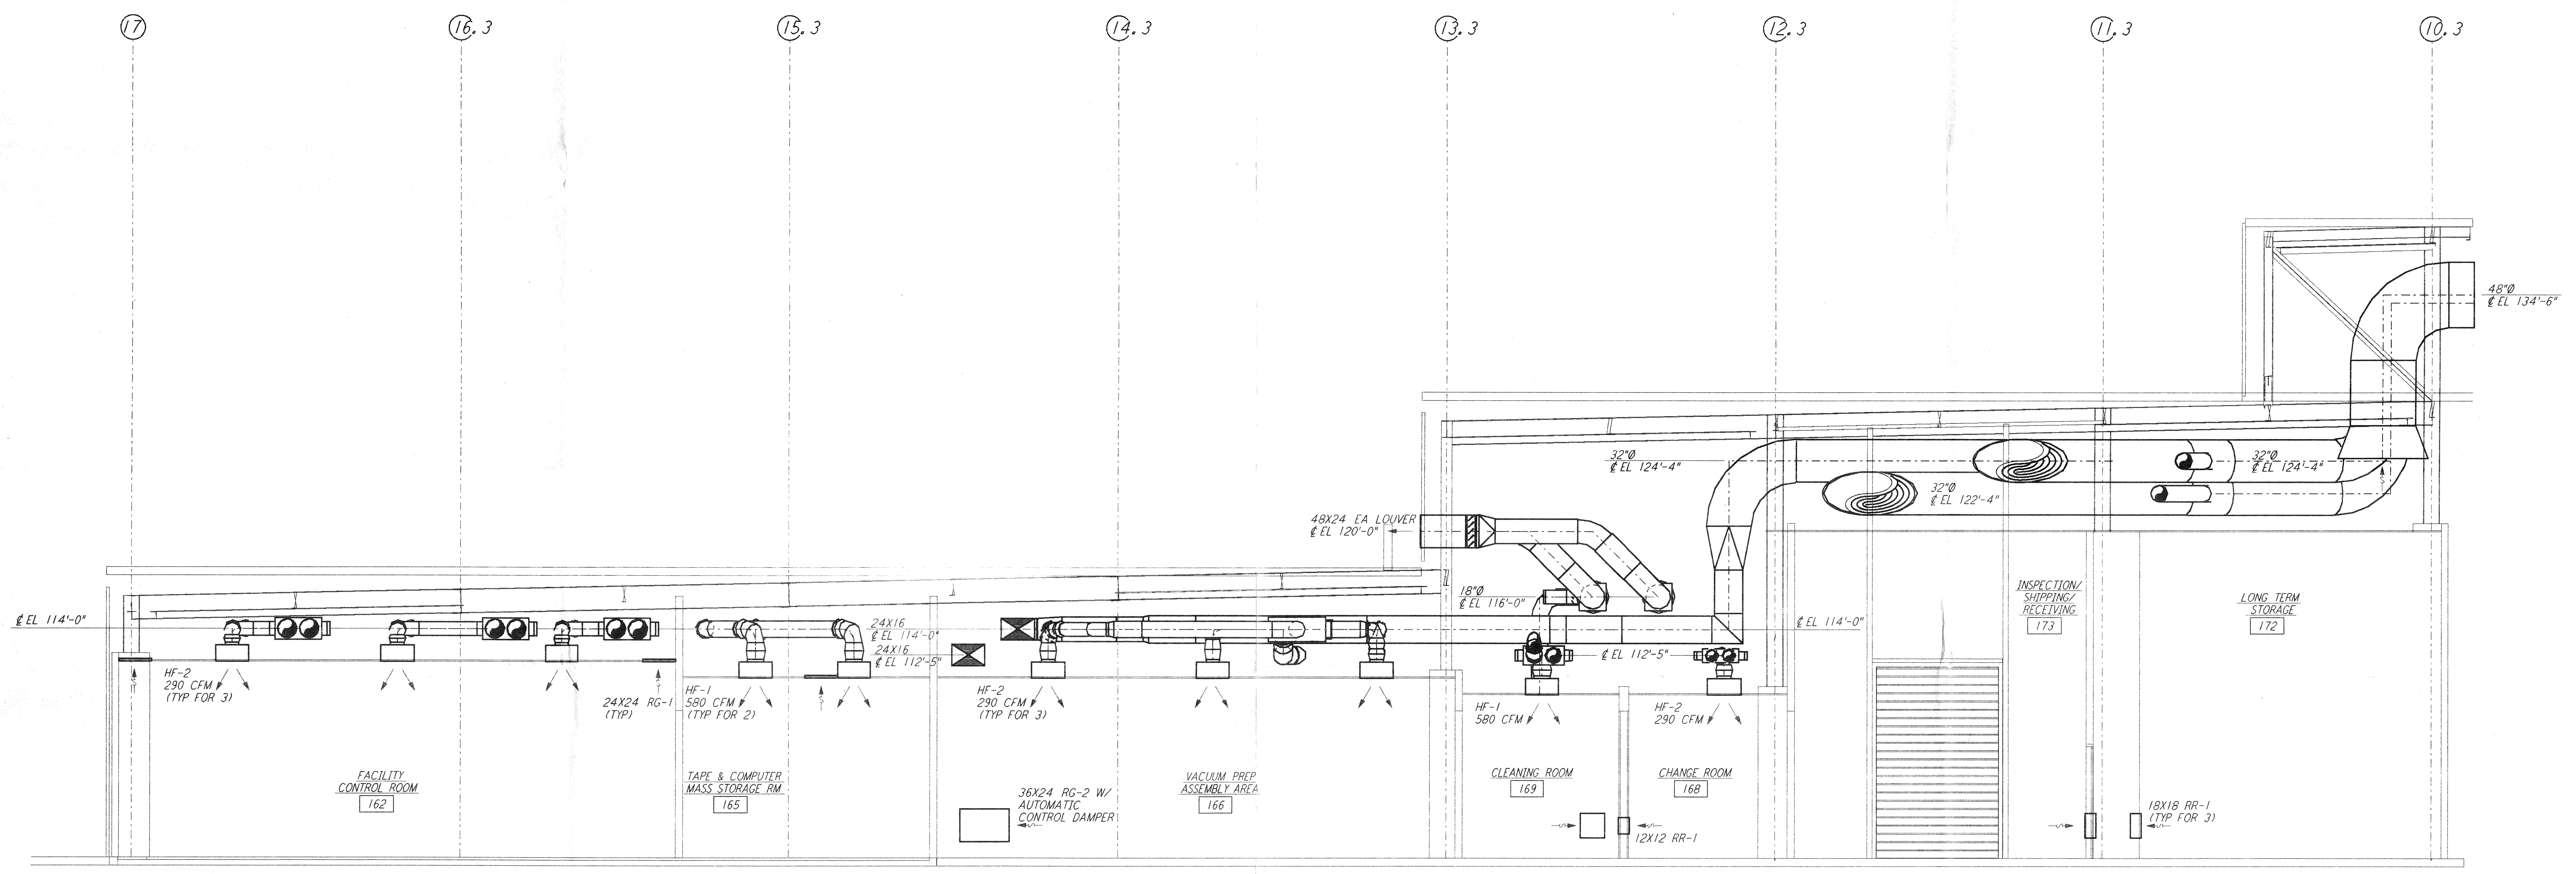 17
16.3
15.3
14.3
13.3
12.3
11.3
10.3
48"Ø
℄ EL 134'-6"
32"Ø
℄ EL 124'-4"
32"Ø
℄ EL 124'-4"
32"Ø
℄ EL 122'-4"
48X24 EA LOUVER
℄ EL 120'-0"
18"Ø
℄ EL 116'-0"
℄ EL 114'-0"
24X16
℄ EL 114'-0"
24X16
℄ EL 112'-5"
℄ EL 114'-0"
℄ EL 112'-5"
HF-2
290 CFM
(TYP FOR 3)
24X24 RG-1
(TYP)
HF-1
580 CFM
(TYP FOR 2)
HF-2
290 CFM
(TYP FOR 3)
HF-1
580 CFM
HF-2
290 CFM
INSPECTION/
SHIPPING/
RECEIVING
173
LONG TERM
STORAGE
172
FACILITY
CONTROL ROOM
162
TAPE & COMPUTER
MASS STORAGE RM
165
VACUUM PREP
ASSEMBLY AREA
166
CLEANING ROOM
169
CHANGE ROOM
168
36X24 RG-2 W/
AUTOMATIC
CONTROL DAMPER
12X12 RR-1
18X18 RR-1
(TYP FOR 3)